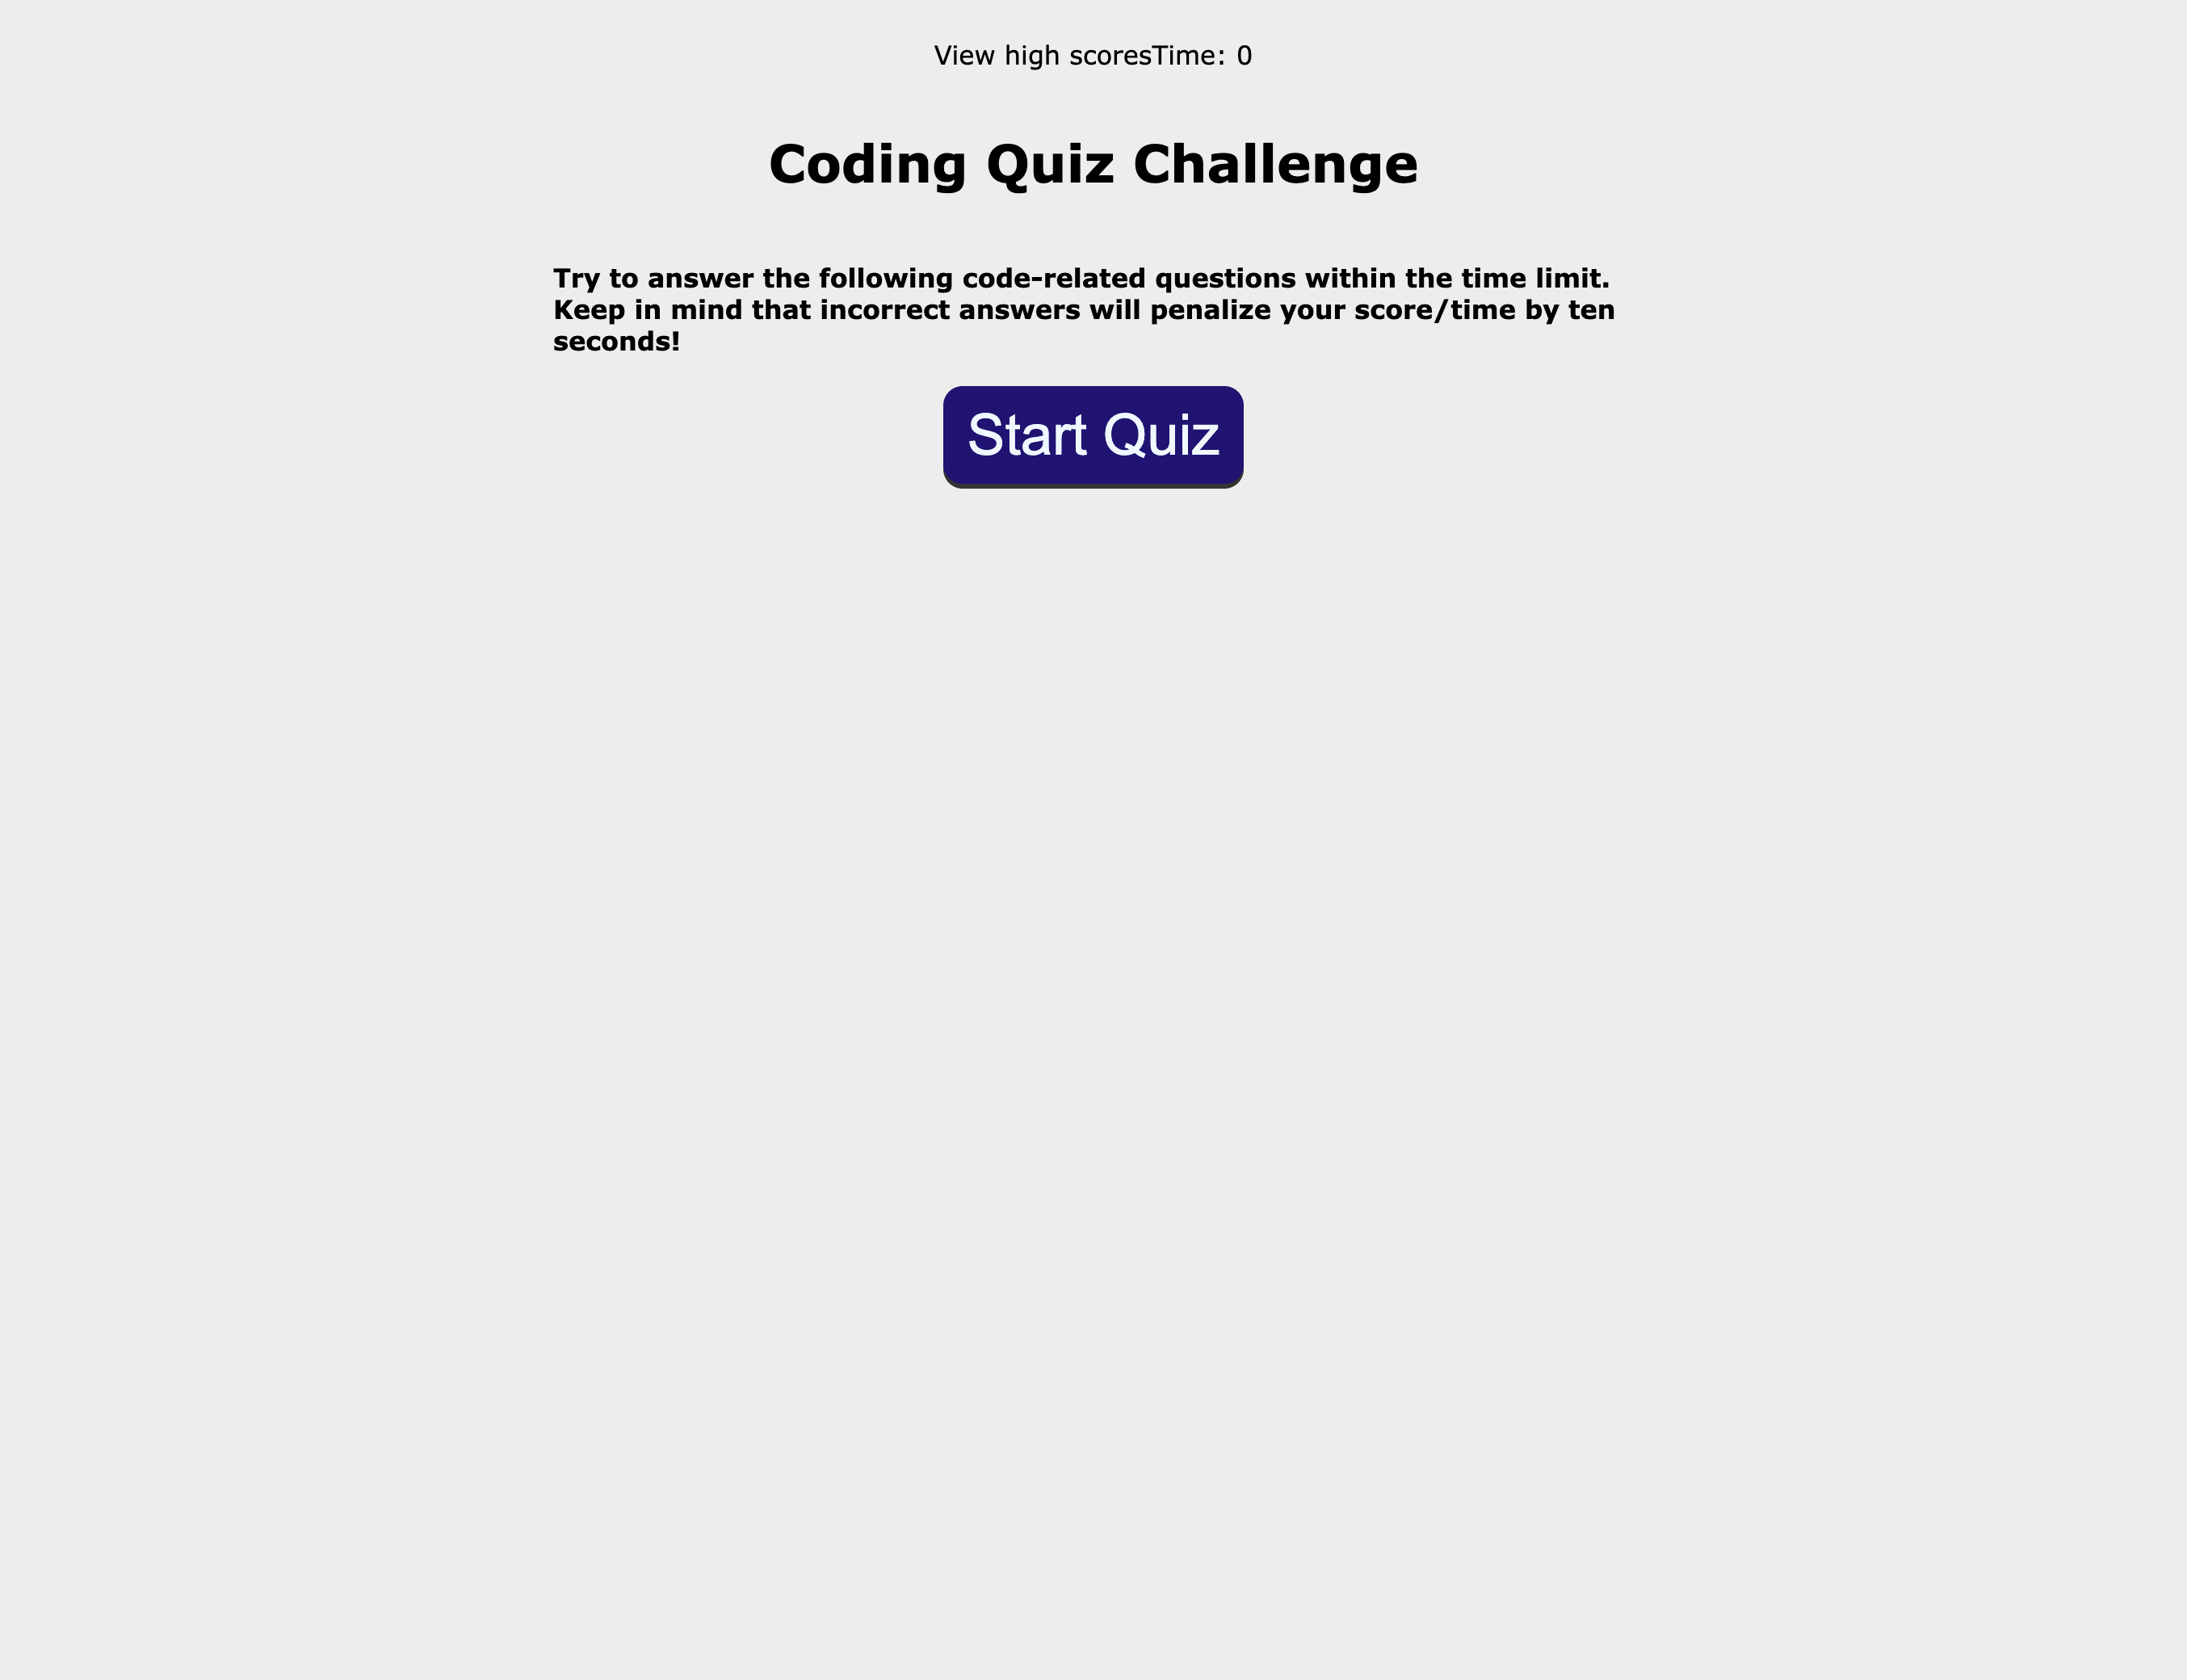 View high scoresTime: 0
Coding Quiz Challenge
Try to answer the following code-related questions within the time limit.
Keep in mind that incorrect answers will penalize your score/time by ten
seconds!
Start Quiz